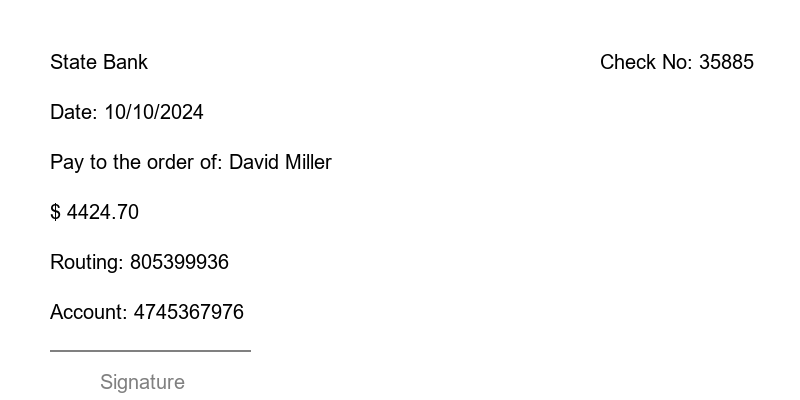 State Bank
Check No: 35885
Date: 10/10/2024
Pay to the order of: David Miller
$ 4424.70
Routing: 805399936
Account: 4745367976
Signature